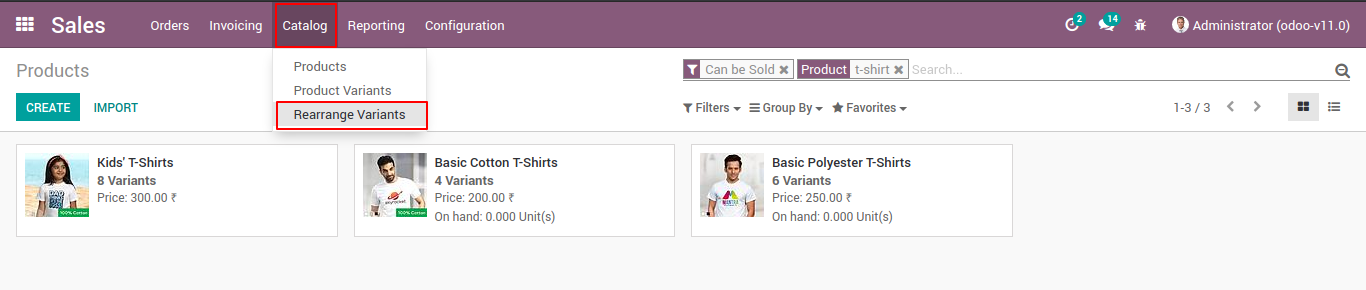 Sales Orders Invoicing Catalog Reporting Configuration 2 14 Administrator (odoo-v11.0)
Products
Products Can be Sold Product t-shirt Search...
Product Variants
CREATE IMPORT Rearrange Variants Filters Group By Favorites 1-3 / 3
Kids' T-Shirts
8 Variants
Price: 300.00 ₹
100% Cotton
Basic Cotton T-Shirts
4 Variants
Price: 200.00 ₹
On hand: 0.000 Unit(s)
100% Cotton
Basic Polyester T-Shirts
6 Variants
Price: 250.00 ₹
On hand: 0.000 Unit(s)